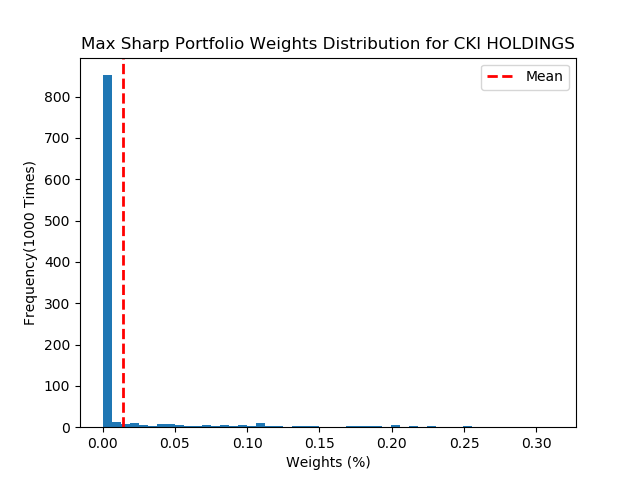 Max Sharp Portfolio Weights Distribution for CKI HOLDINGS
Mean
Frequency(1000 Times)
800
700
600
500
400
300
200
100
0
0.00 0.05 0.10 0.15 0.20 0.25 0.30
Weights (%)